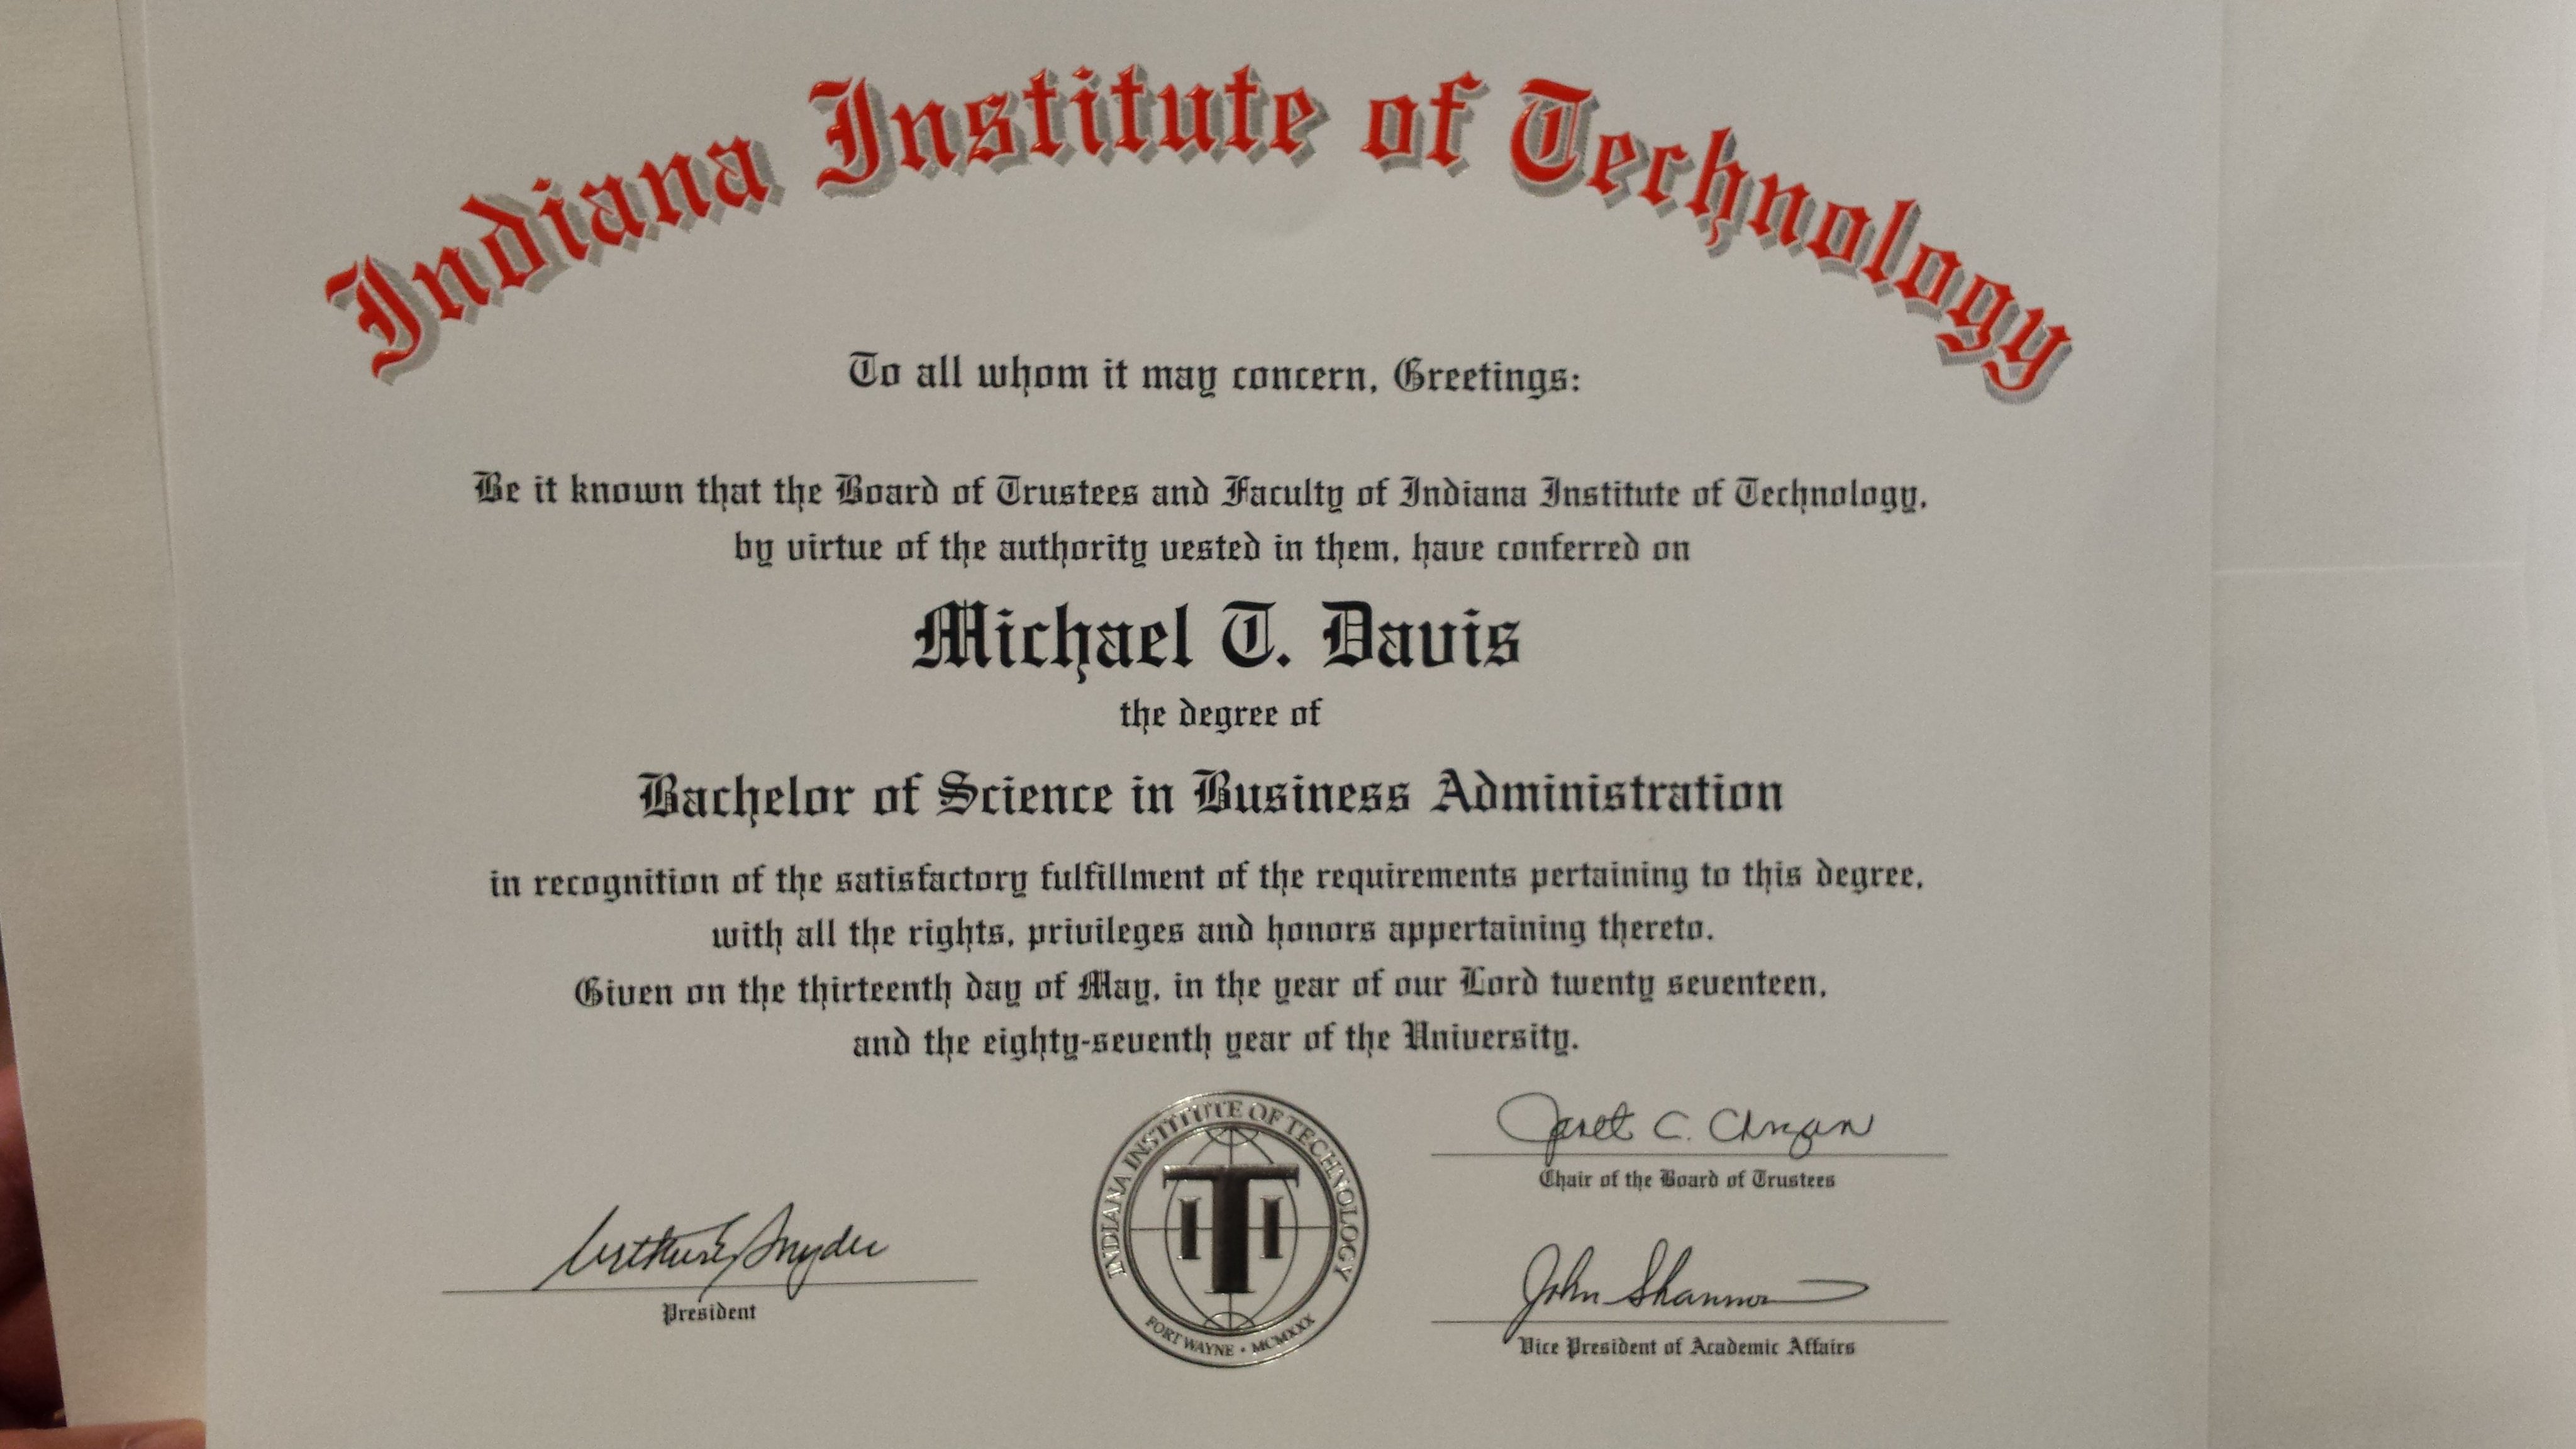 Indiana Institute of Technology
To all whom it may concern, Greetings:
Be it known that the Board of Trustees and Faculty of Indiana Institute of Technology,
by virtue of the authority vested in them, have conferred on
Michael T. Davis
the degree of
Bachelor of Science in Business Administration
in recognition of the satisfactory fulfillment of the requirements pertaining to this degree,
with all the rights, privileges and honors appertaining thereto.
Given on the thirteenth day of May, in the year of our Lord twenty seventeen,
and the eighty-seventh year of the University.
Arthur E. Snyder
President
INDIANA INSTITUTE OF TECHNOLOGY
TI
FORT WAYNE • MCMXXX
Janet C.
Chair of the Board of Trustees
John Shannon
Vice President of Academic Affairs